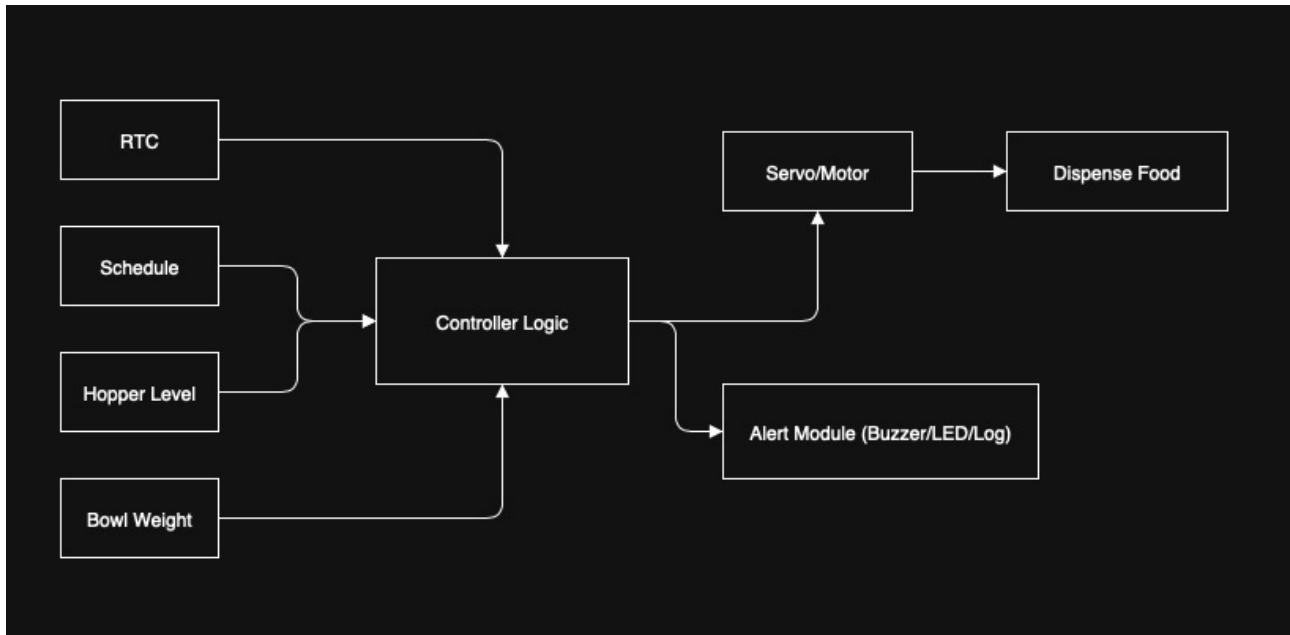 RTC
Schedule
Hopper Level
Bowl Weight
Controller Logic
Servo/Motor
Dispense Food
Alert Module (Buzzer/LED/Log)